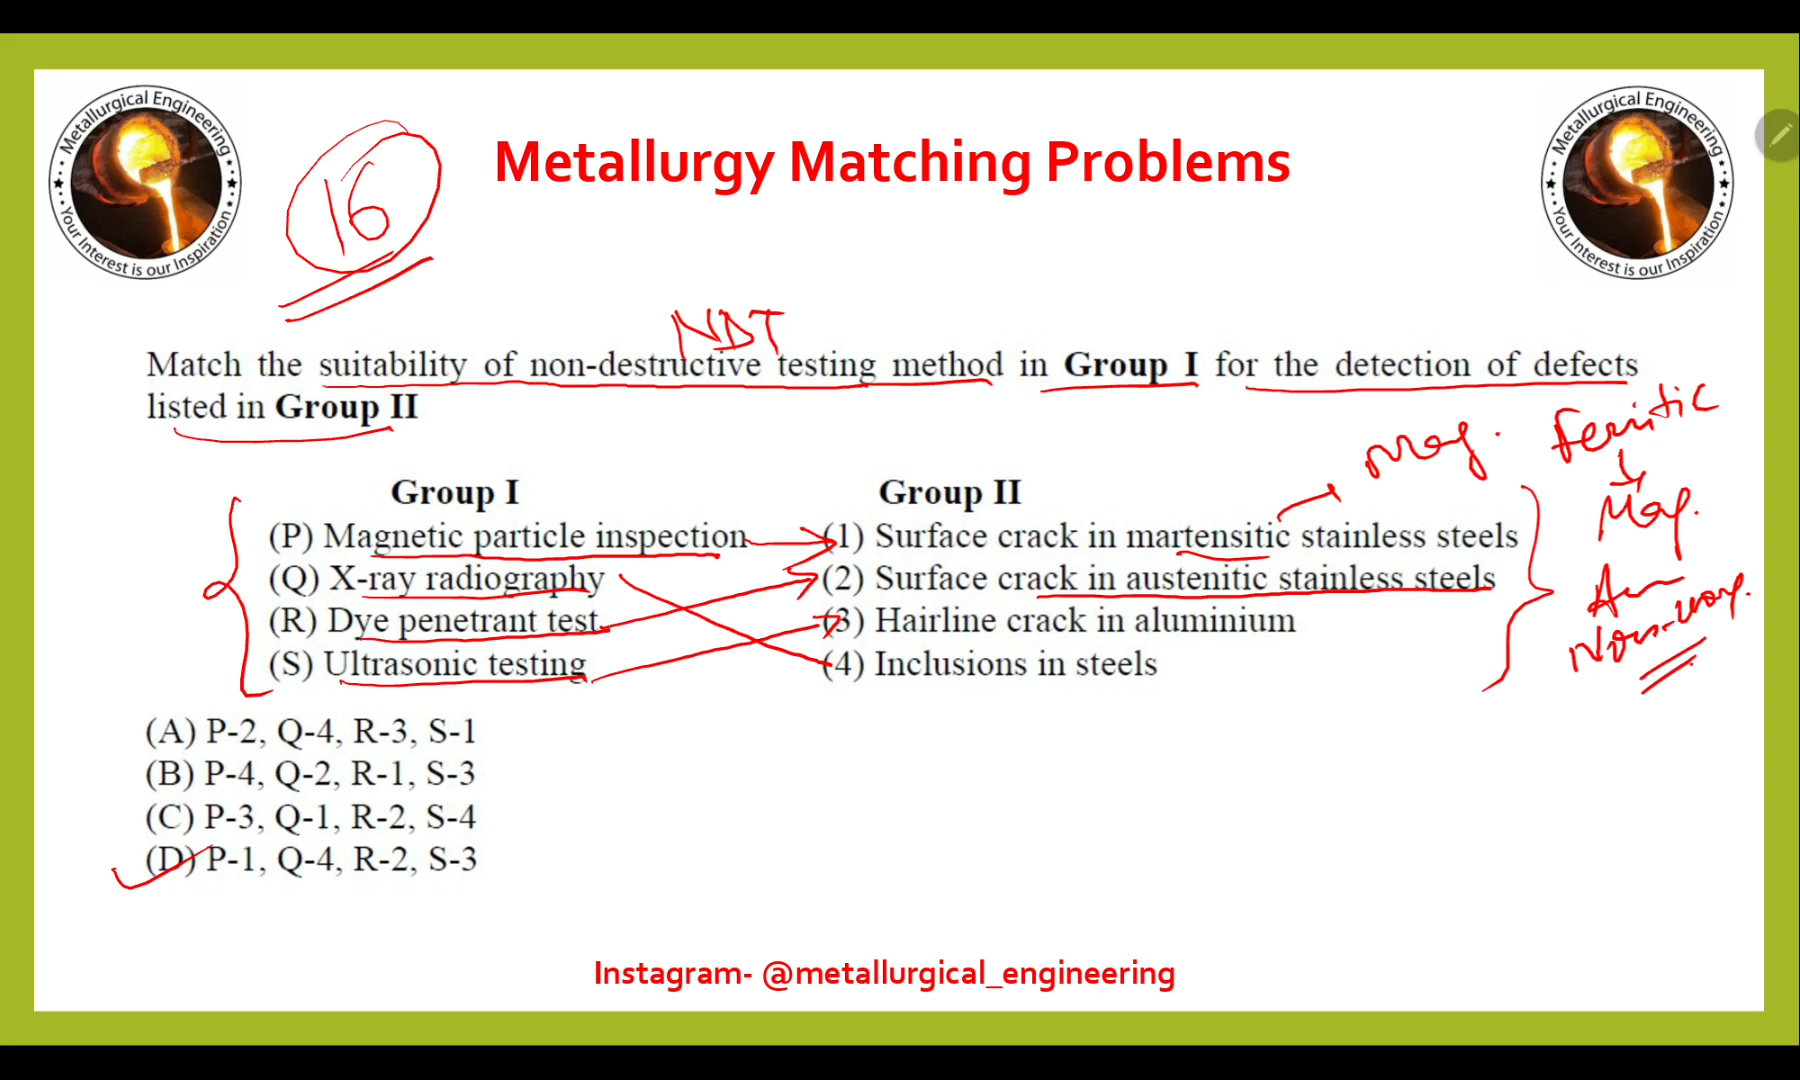 Metallurgical Engineering
Your Interest is our Inspiration
16
Metallurgy Matching Problems
Metallurgical Engineering
Your Interest is our Inspiration
NDT
Match the suitability of non-destructive testing method in Group I for the detection of defects
listed in Group II
Mag. Ferritic
Mag.
Non-mag.
Group I Group II
(P) Magnetic particle inspection (1) Surface crack in martensitic stainless steels
(Q) X-ray radiography (2) Surface crack in austenitic stainless steels
(R) Dye penetrant test (3) Hairline crack in aluminium
(S) Ultrasonic testing (4) Inclusions in steels
(A) P-2, Q-4, R-3, S-1
(B) P-4, Q-2, R-1, S-3
(C) P-3, Q-1, R-2, S-4
(D) P-1, Q-4, R-2, S-3
Instagram- @metallurgical_engineering